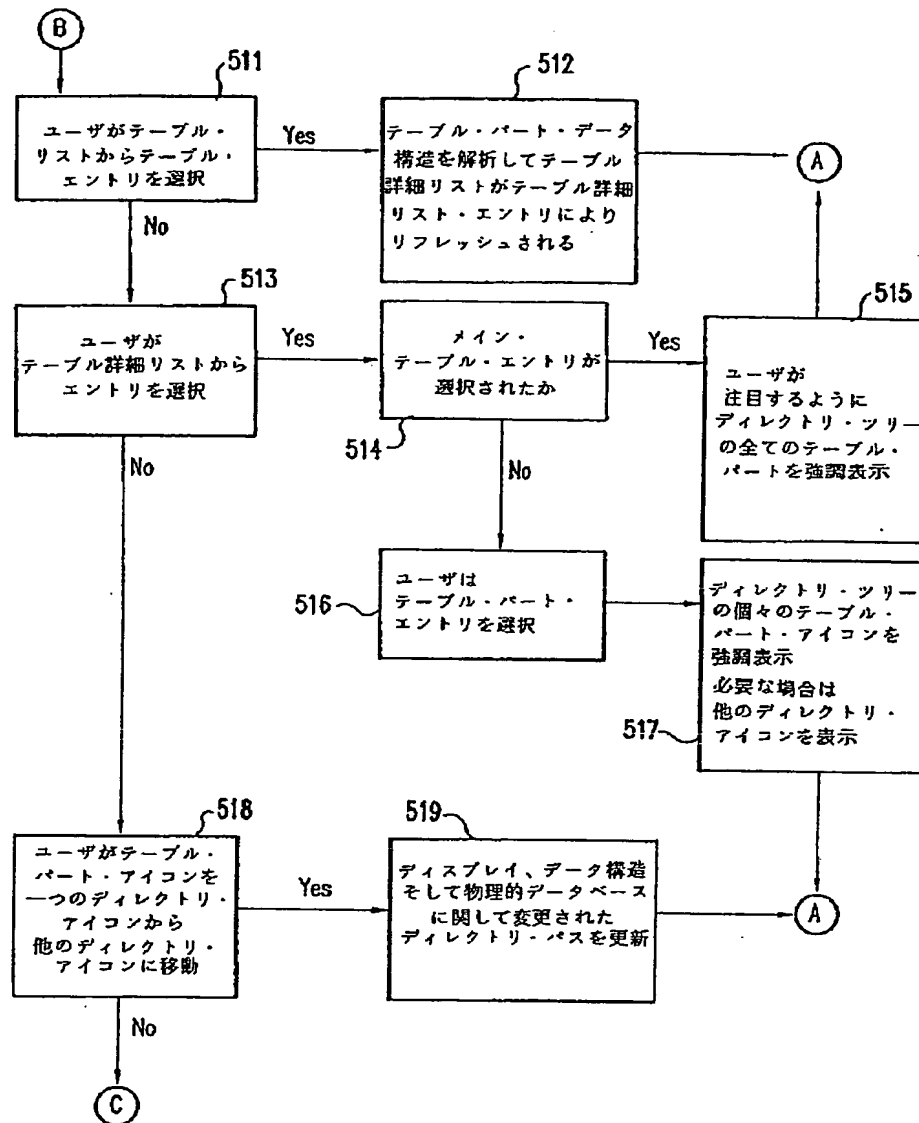 B
511
ユーザがテーブル・
リストからテーブル・
エントリを選択
Yes
512
テーブル・パート・データ
構造を解析してテーブル
詳細リストがテーブル詳細
リスト・エントリにより
リフレッシュされる
A
No
513
ユーザが
テーブル詳細リストから
エントリを選択
Yes
メイン・
テーブル・エントリが
選択されたか
514
Yes
515
ユーザが
注目するように
ディレクトリ・ツリー
の全てのテーブル・
パートを強調表示
No
No
516
ユーザは
テーブル・パート・
エントリを選択
ディレクトリ・ツリー
の個々のテーブル・
パート・アイコンを
強調表示
必要な場合は
他のディレクトリ・
アイコンを表示
517
518
ユーザがテーブル・
パート・アイコンを
一つのディレクトリ・
アイコンから
他のディレクトリ・
アイコンに移動
Yes
519
ディスプレイ、データ構造
そして物理的データベース
に関して変更された
ディレクトリ・パスを更新
A
No
C